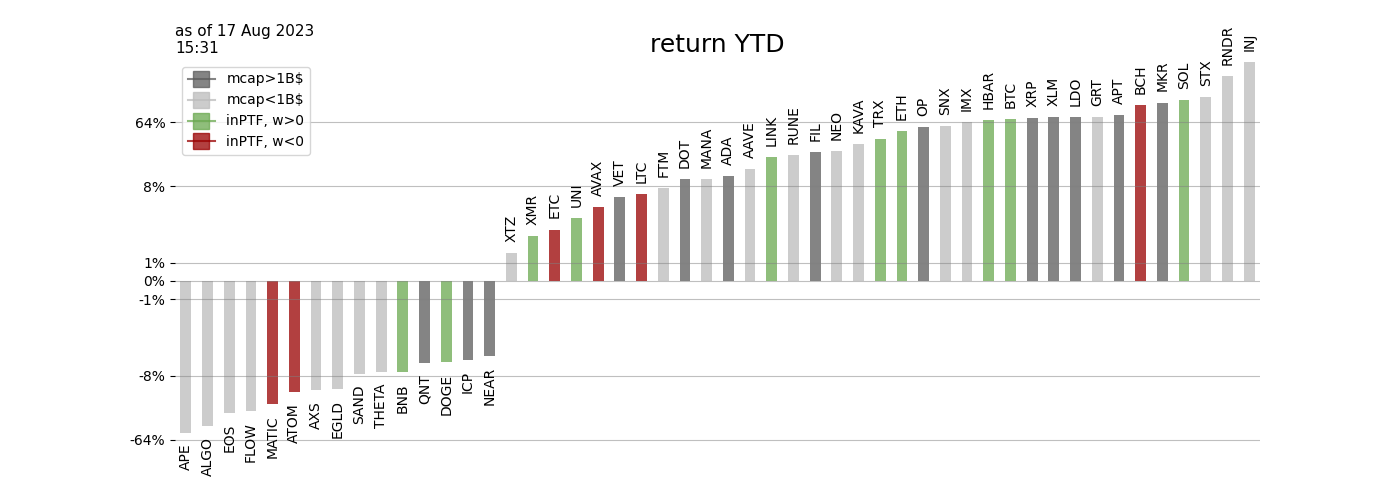 as of 17 Aug 2023
15:31
return YTD
mcap>1B$
mcap<1B$
inPTF, w>0
inPTF, w<0
64%
8%
1%
0%
-1%
-8%
-64%
APE
ALGO
EOS
FLOW
MATIC
ATOM
AXS
EGLD
SAND
THETA
BNB
QNT
DOGE
ICP
NEAR
XTZ
XMR
ETC
UNI
AVAX
VET
LTC
FTM
DOT
MANA
ADA
AAVE
LINK
RUNE
FIL
NEO
KAVA
TRX
ETH
OP
SNX
IMX
HBAR
BTC
XRP
XLM
LDO
GRT
APT
BCH
MKR
SOL
STX
RNDR
INJ